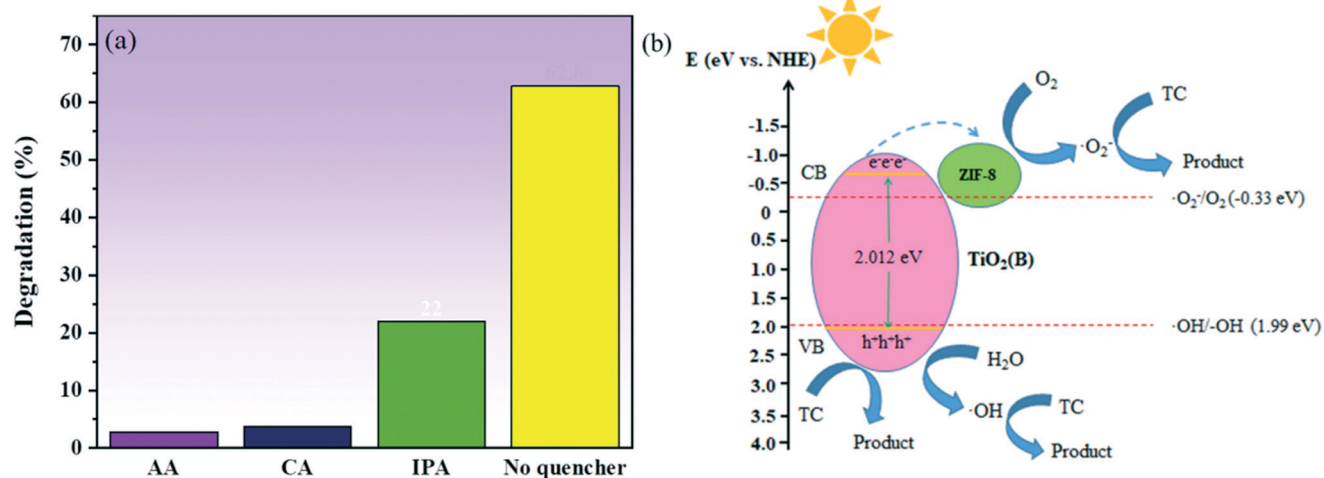 (a)
Degradation (%)
70
60
50
40
30
20
10
0
62.8
22
AA CA IPA No quencher
(b)
E (eV vs. NHE)
-1.5
-1.0
-0.5
0
0.5
1.0
1.5
2.0
2.5
3.0
3.5
4.0
CB
VB
e⁻e⁻e⁻e⁻
2.012 eV
h⁺h⁺h⁺
ZIF-8
TiO₂(B)
O₂
·O₂⁻
TC
Product
·O₂⁻/O₂ (-0.33 eV)
·OH/-OH (1.99 eV)
H₂O
·OH
TC
Product
TC
Product